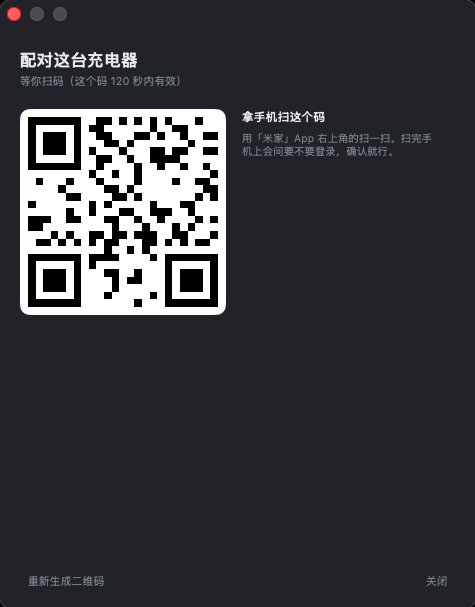 配对这台充电器
等你扫码（这个码 120 秒内有效）
拿手机扫这个码
用「米家」App 右上角的扫一扫。扫完手
机上会问要不要登录，确认就行。
重新生成二维码
关闭